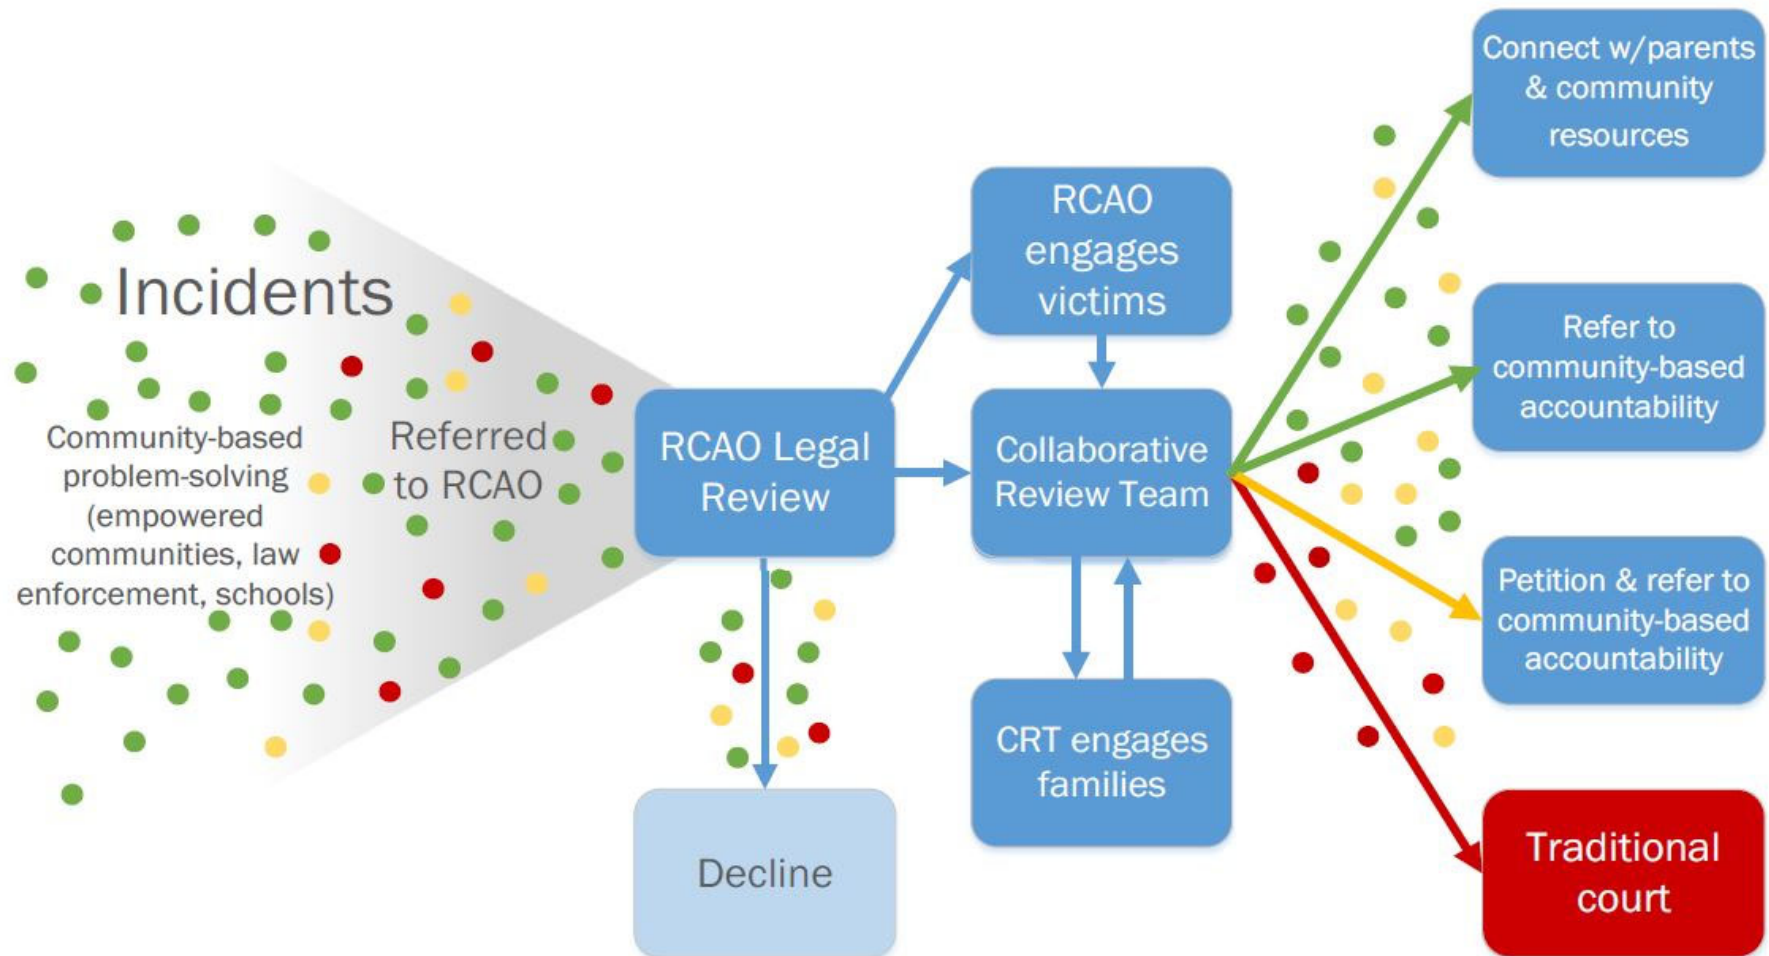 Incidents
Community-based
problem-solving
(empowered
communities, law
enforcement, schools)
Referred
to RCAO
RCAO Legal
Review
Decline
RCAO
engages
victims
Collaborative
Review Team
CRT engages
families
Connect w/parents
& community
resources
Refer to
community-based
accountability
Petition & refer to
community-based
accountability
Traditional
court